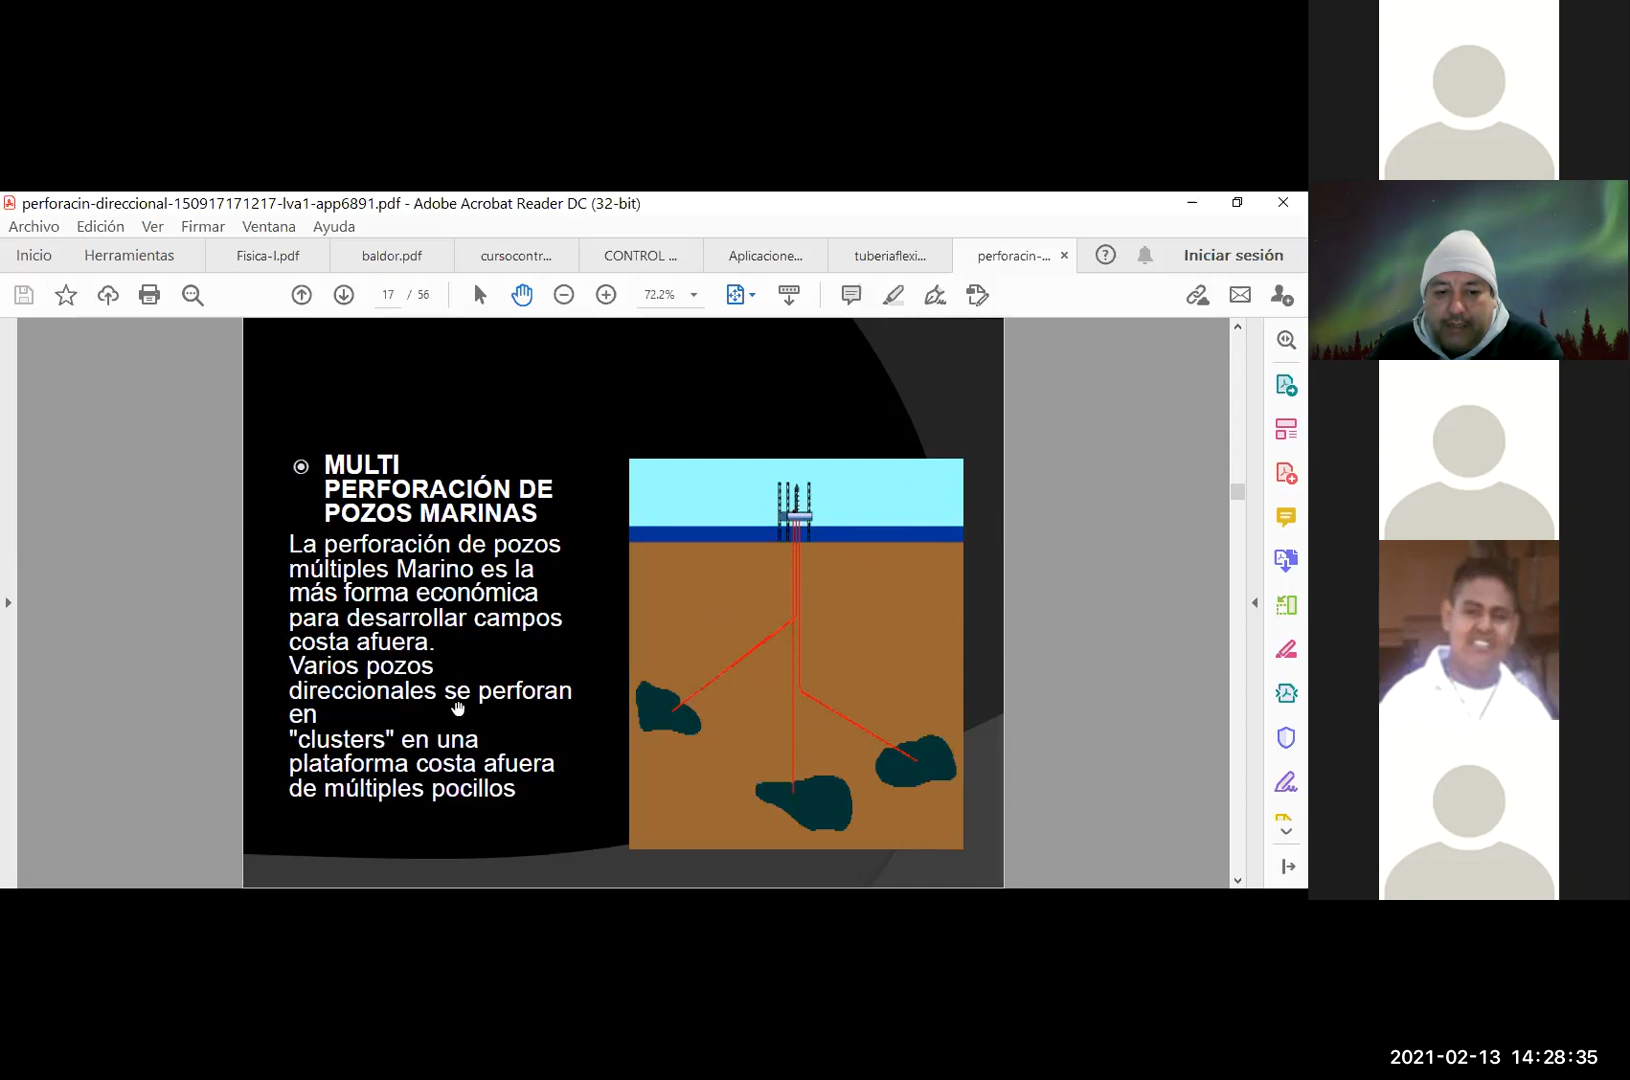 perforacin-direccional-150917171217-lva1-app6891.pdf - Adobe Acrobat Reader DC (32-bit)
Archivo Edición Ver Firmar Ventana Ayuda
Inicio Herramientas Fisica-I.pdf baldor.pdf cursocontr... CONTROL ... Aplicacione... tuberiaflexi... perforacin-... Iniciar sesión
17 / 56 72.2%
MULTI
PERFORACIÓN DE
POZOS MARINAS
La perforación de pozos
múltiples Marino es la
más forma económica
para desarrollar campos
costa afuera.
Varios pozos
direccionales se perforan
en
"clusters" en una
plataforma costa afuera
de múltiples pocillos
2021-02-13 14:28:35